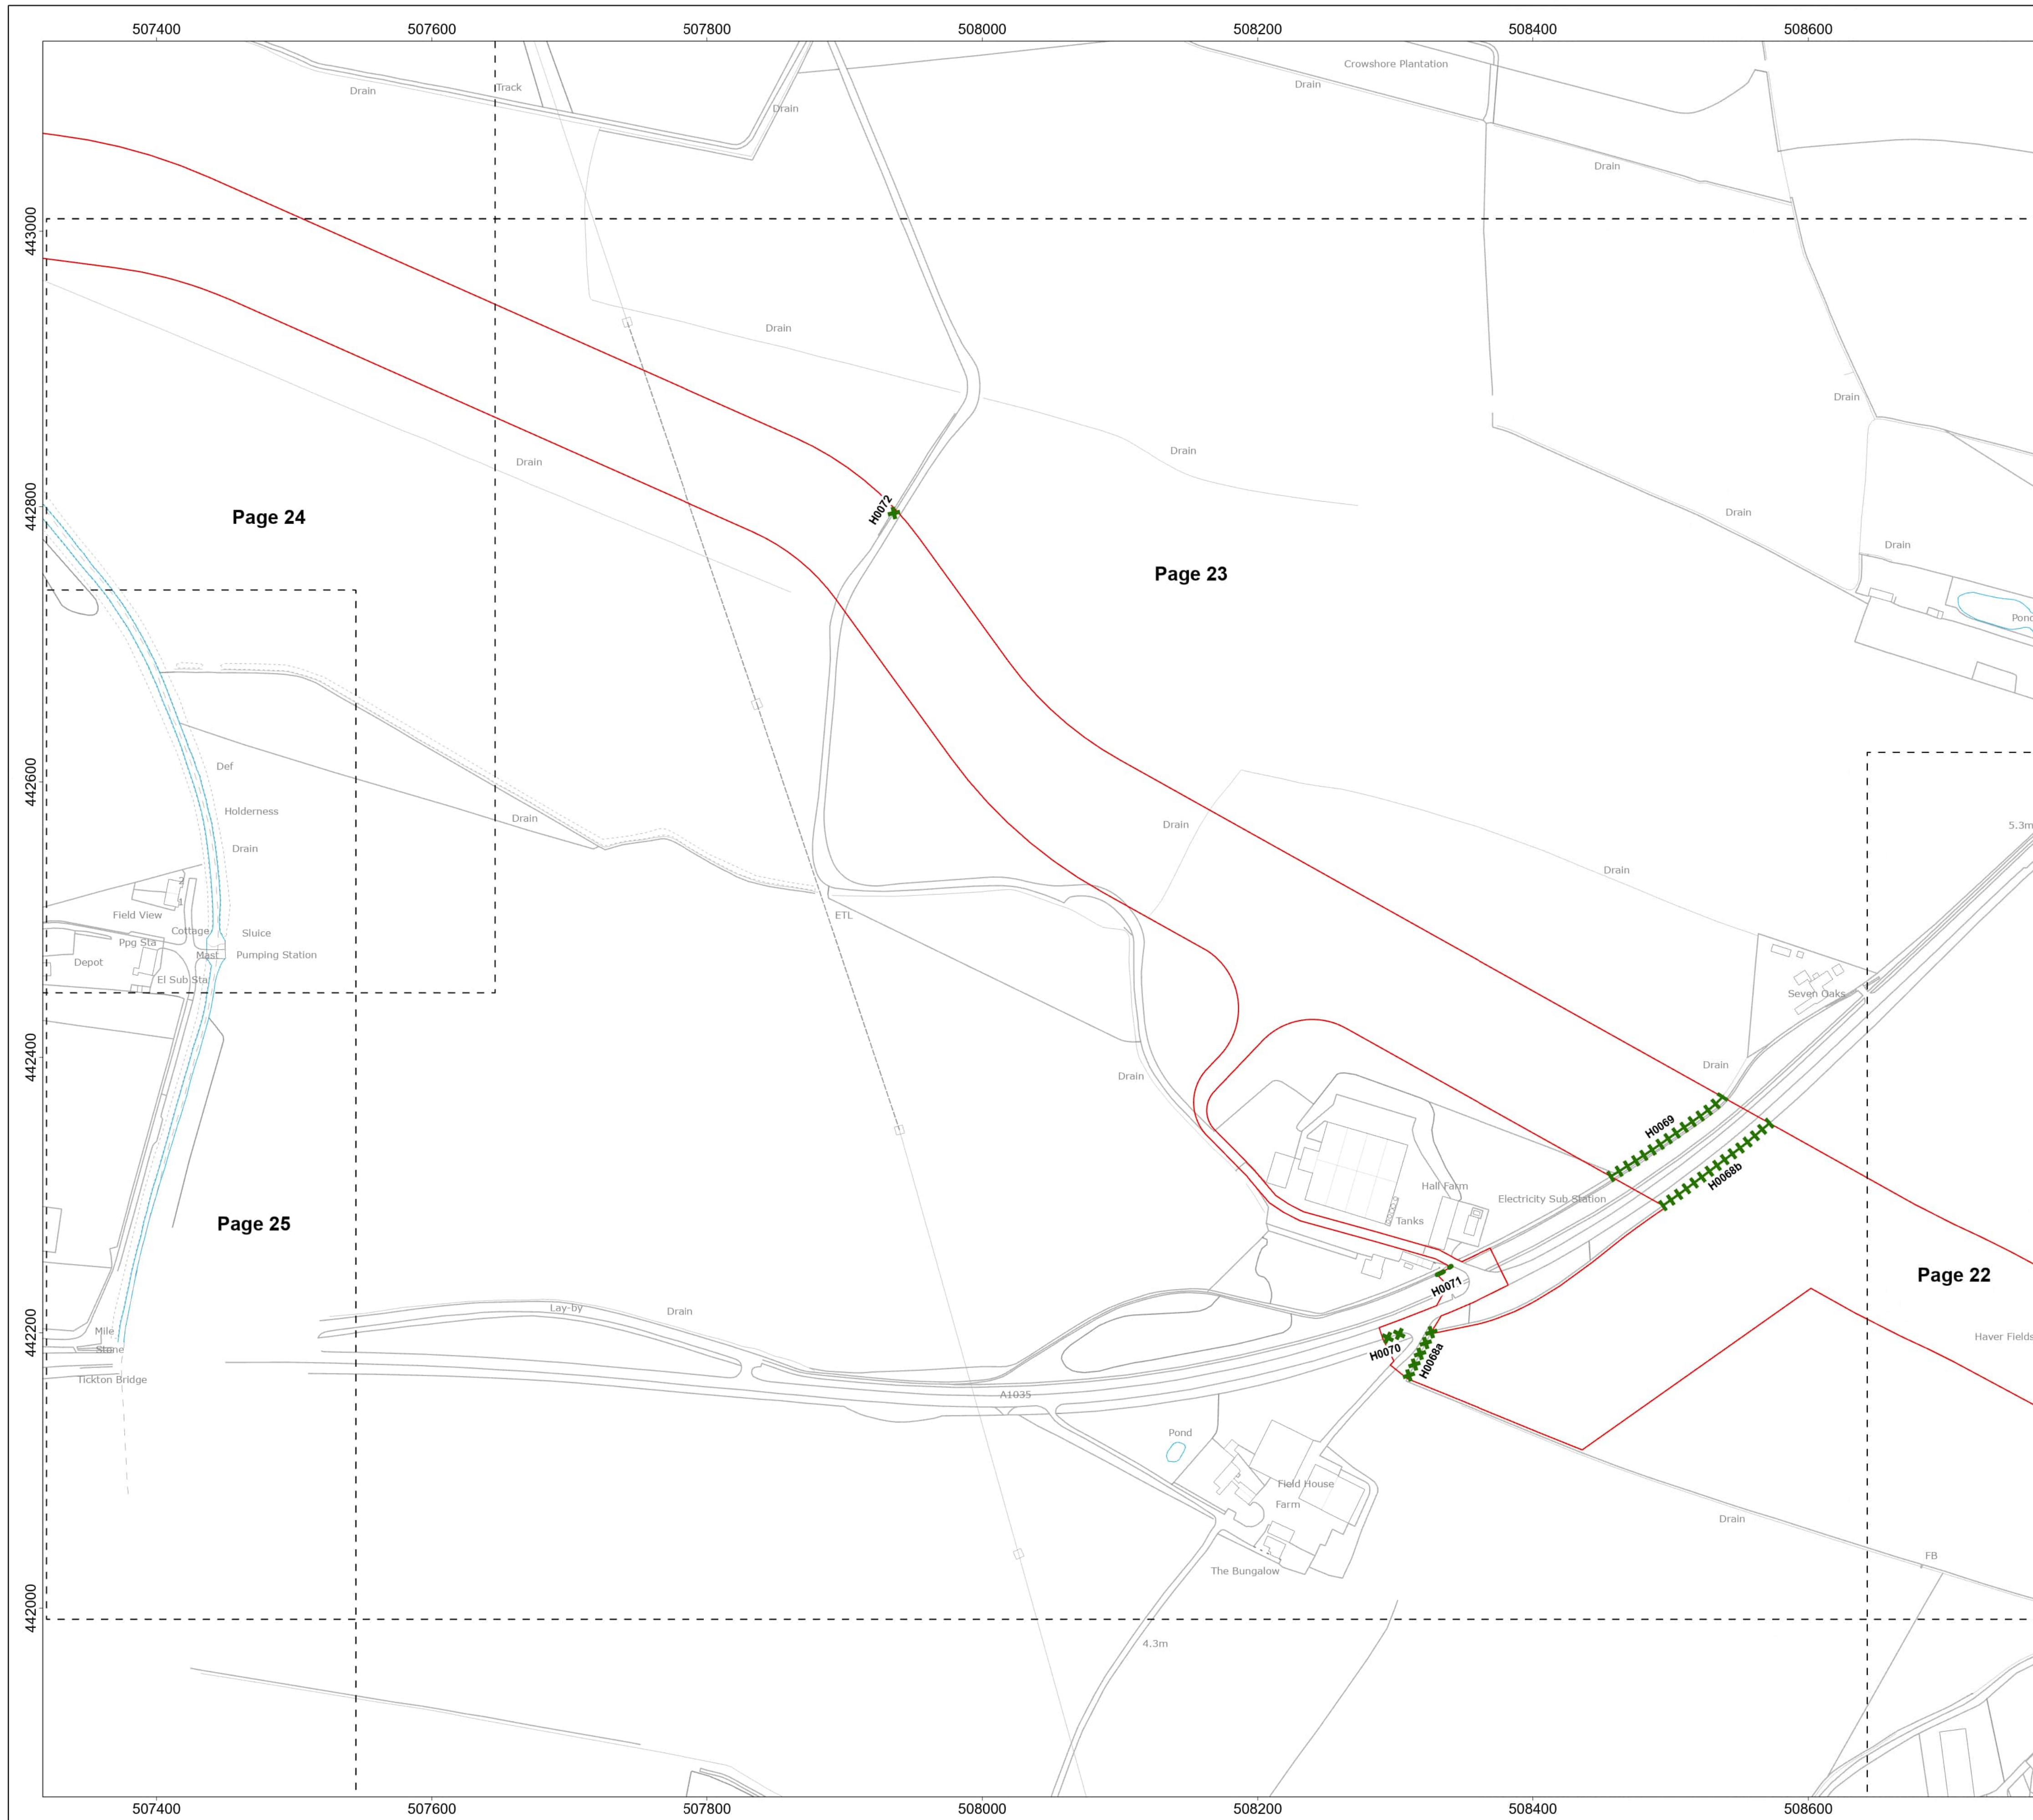 507400 507600 507800 508000 508200 508400 508600
Crowshore Plantation
Drain
Track
Drain
Drain
Drain
443000
Drain
Drain
Drain
Drain
Drain
442800
H0072
Page 24
Drain
Drain
Page 23
Pond
442600
Def
Holderness
Drain
Drain
Drain
5.3m
Drain
2
1
Field View
Cottage
Sluice
ETL
Ppg Sta
Mast
Pumping Station
Depot
El Sub Sta
Seven Oaks
442400
Drain
Drain
H0069
H0068b
Hall Farm
Electricity Sub Station
Tanks
Page 25
Page 22
H0071
Lay-by
Drain
442200
Mile
Stone
Haver Fields
H0070
H0068a
Tickton Bridge
A1035
Pond
Field House
Farm
Drain
FB
The Bungalow
442000
4.3m
507400 507600 507800 508000 508200 508400 508600